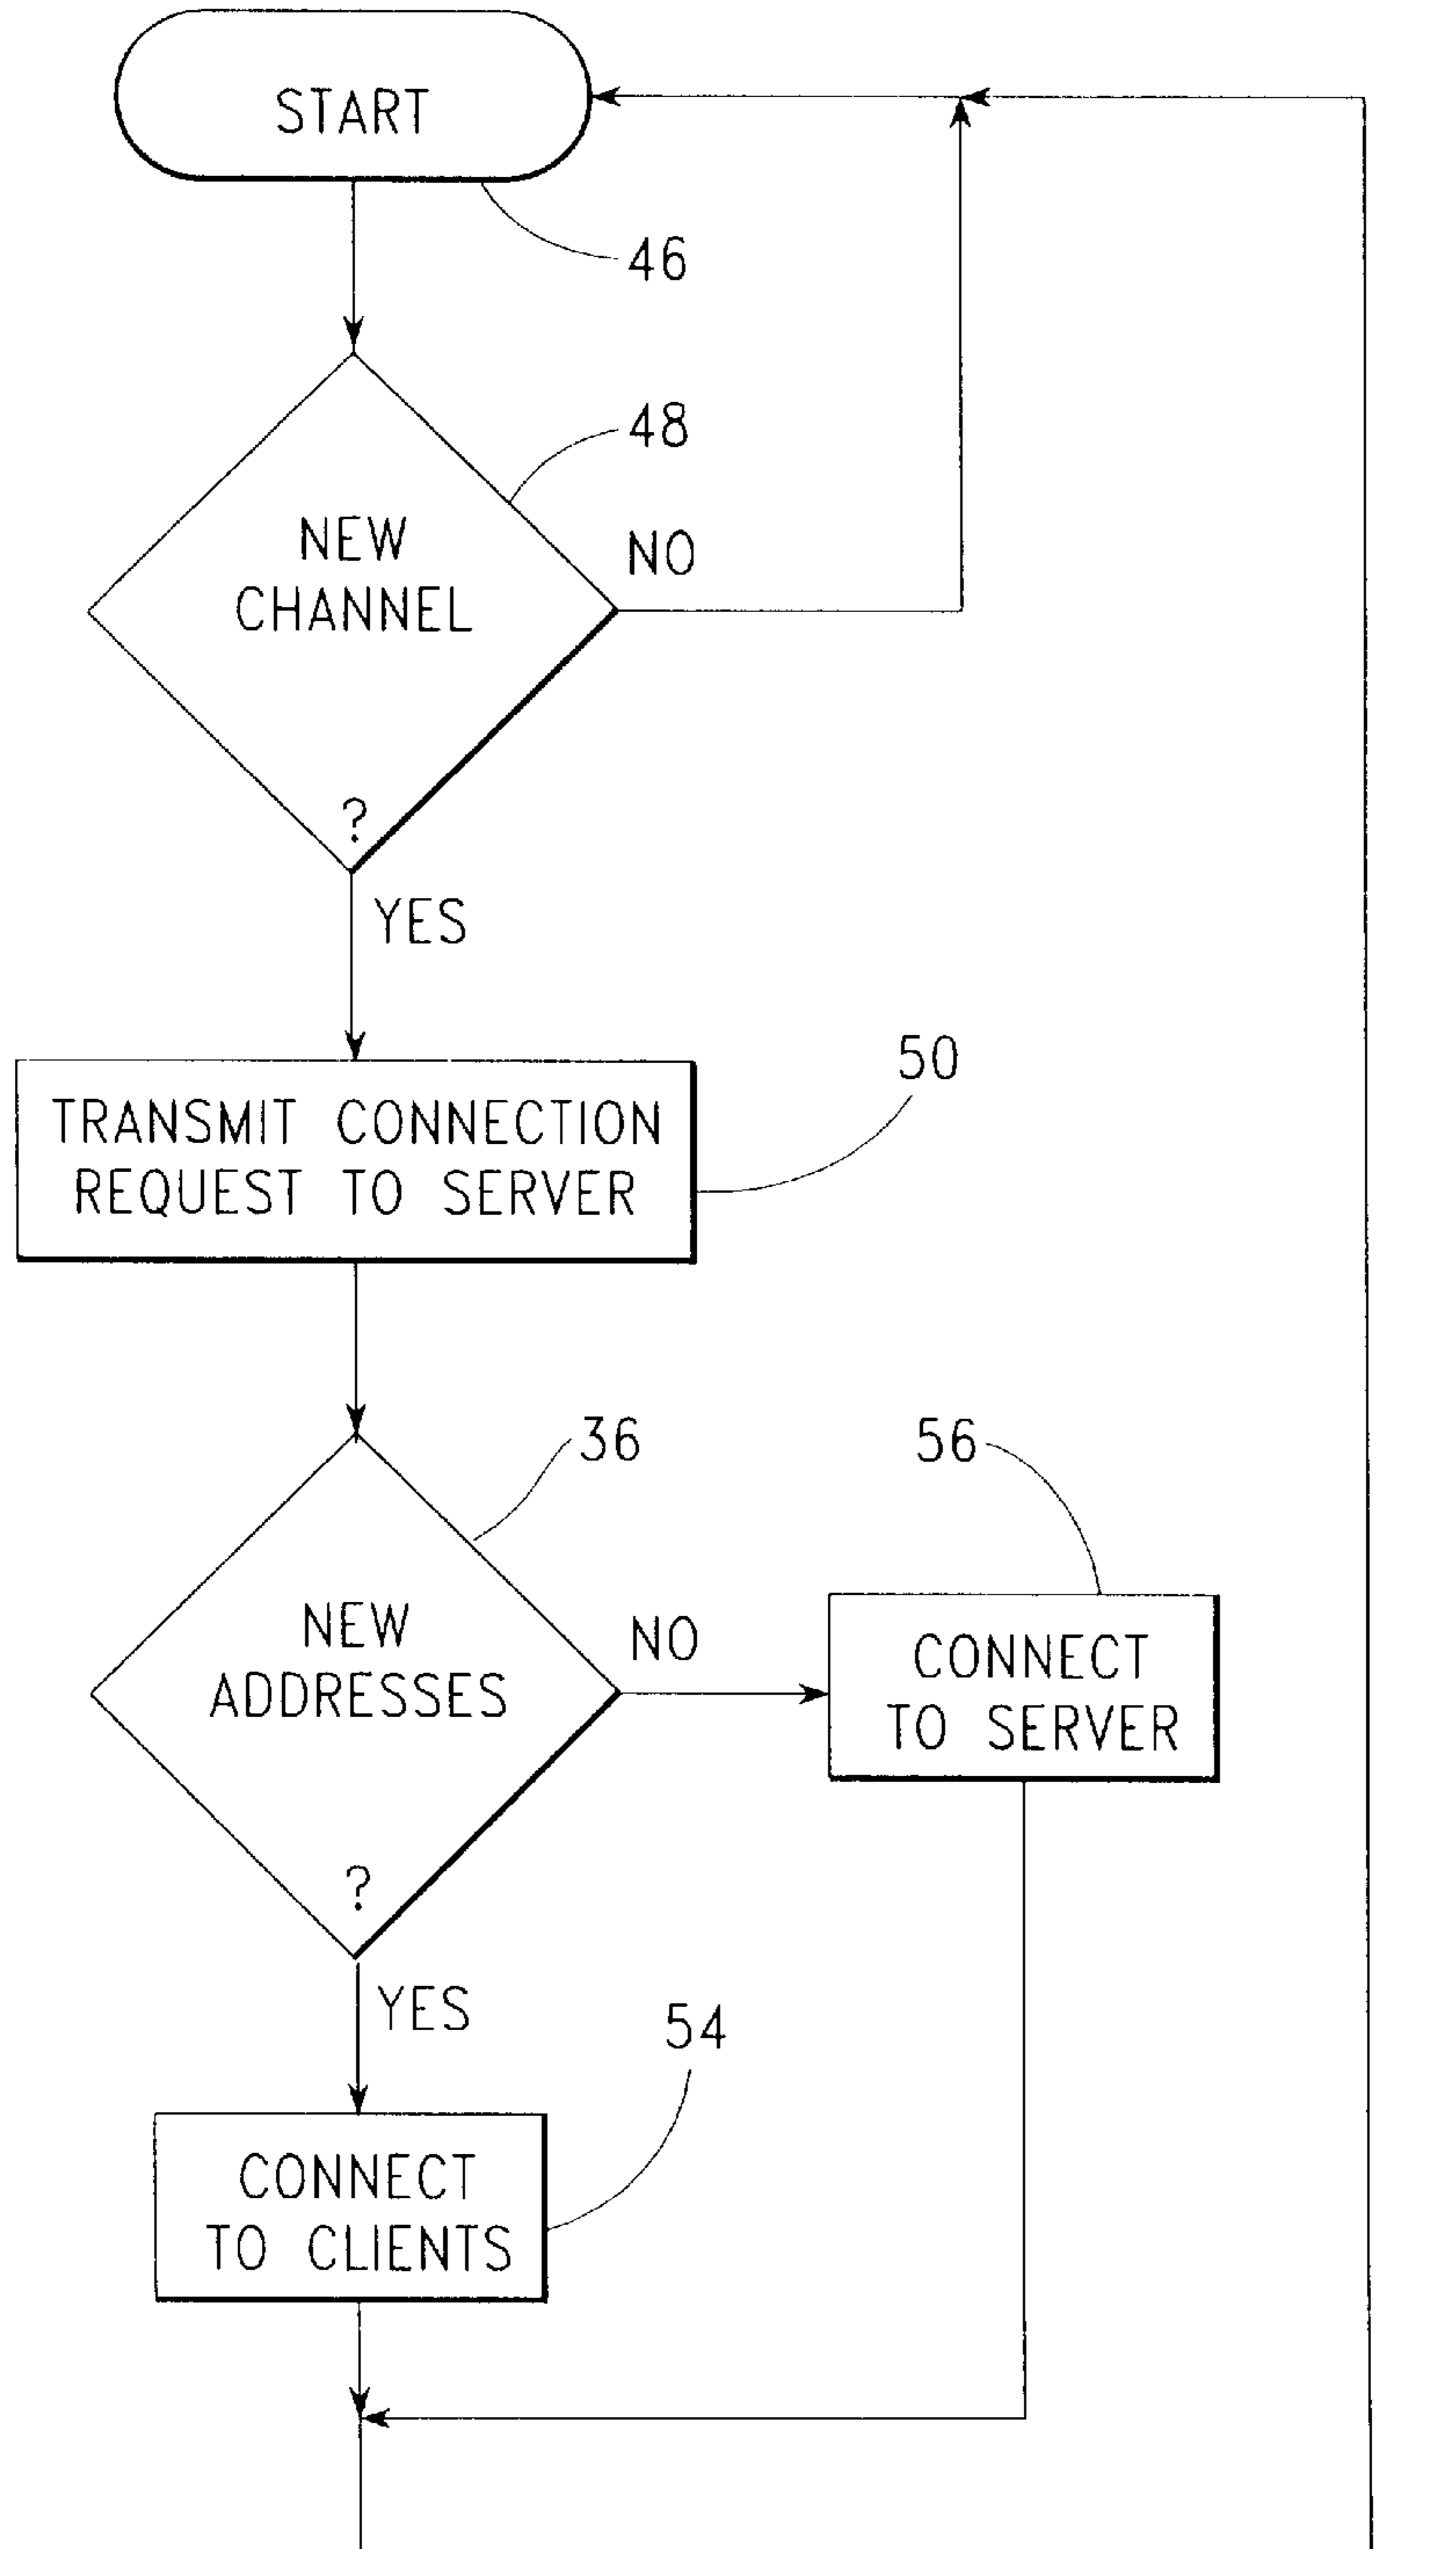 START
46
48
NEW
CHANNEL
?
NO
YES
50
TRANSMIT CONNECTION
REQUEST TO SERVER
36
56
NEW
ADDRESSES
?
NO
CONNECT
TO SERVER
YES
54
CONNECT
TO CLIENTS